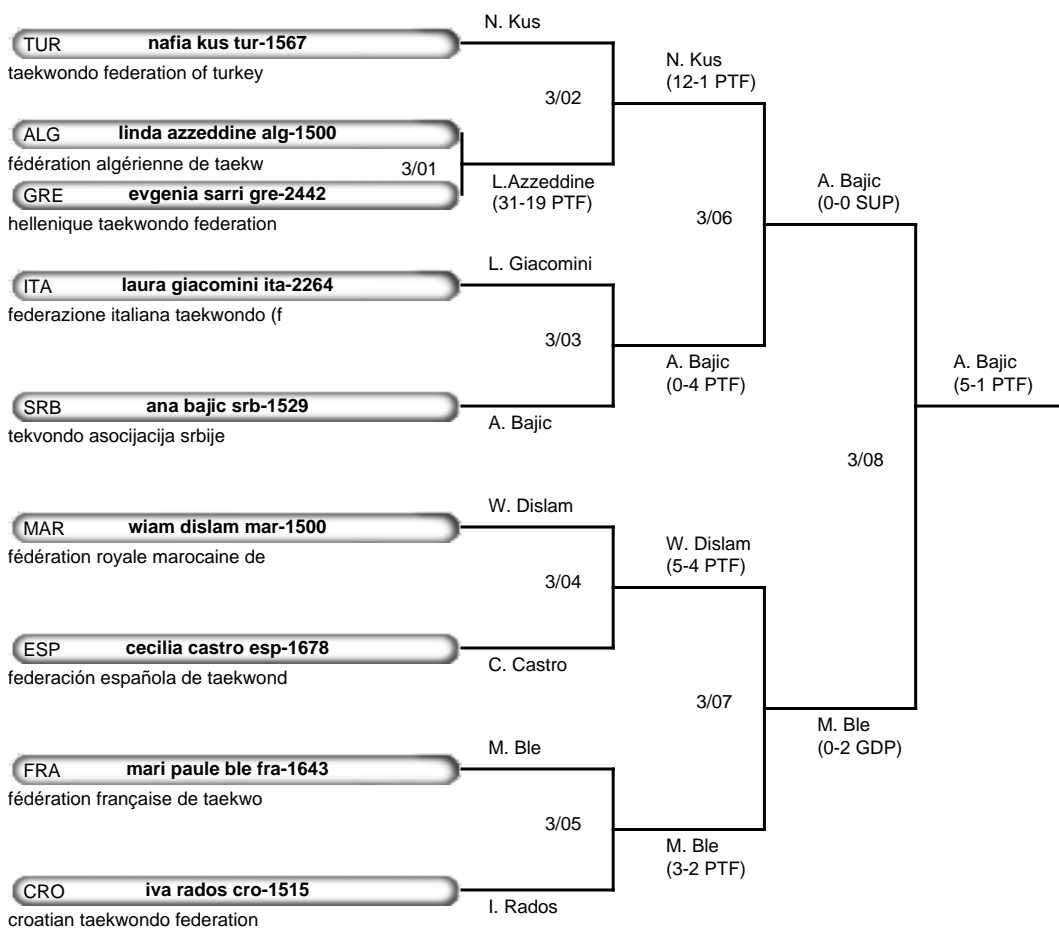 N. Kus
TUR nafia kus tur-1567
taekwondo federation of turkey
N. Kus
(12-1 PTF)
3/02
ALG linda azzeddine alg-1500
fédération algérienne de taekw
3/01
L.Azzeddine
(31-19 PTF)
A. Bajic
(0-0 SUP)
GRE evgenia sarri gre-2442
hellenique taekwondo federation
3/06
L. Giacomini
ITA laura giacomini ita-2264
federazione italiana taekwondo (f
3/03
A. Bajic
(0-4 PTF)
A. Bajic
(5-1 PTF)
SRB ana bajic srb-1529
tekvondo asocijacija srbije
A. Bajic
3/08
W. Dislam
MAR wiam dislam mar-1500
fédération royale marocaine de
W. Dislam
(5-4 PTF)
3/04
ESP cecilia castro esp-1678
federación española de taekwond
C. Castro
3/07
M. Ble
(0-2 GDP)
M. Ble
FRA mari paule ble fra-1643
fédération française de taekwo
3/05
M. Ble
(3-2 PTF)
CRO iva rados cro-1515
croatian taekwondo federation
I. Rados